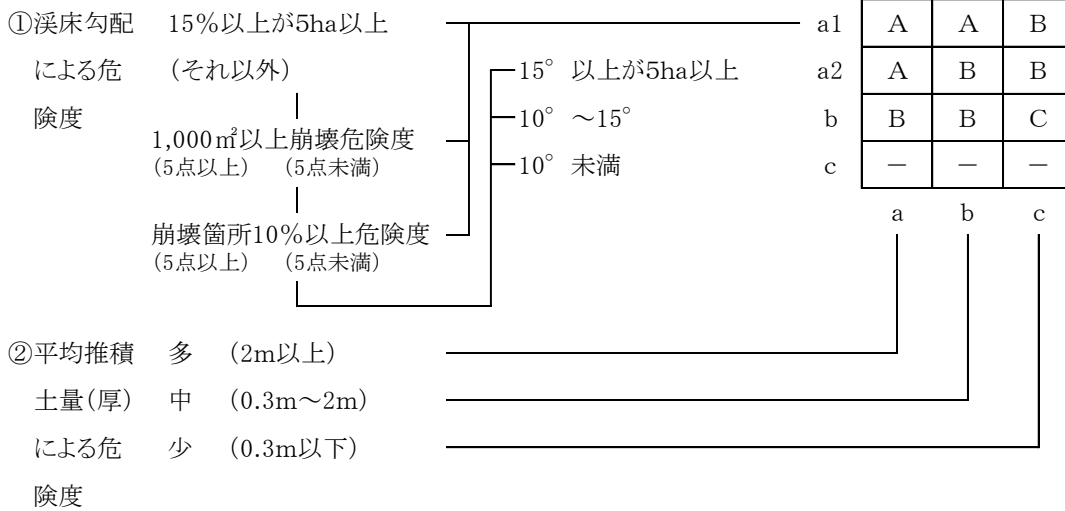 ①渓床勾配 15%以上が5ha以上 a1 A A B
による危 (それ以外) 15°以上が5ha以上 a2 A B B
険度 10°~15° b B B C
1,000㎡以上崩壊危険度
(5点以上) (5点未満) 10°未満 c - - -
a b c
崩壊箇所10%以上危険度
(5点以上) (5点未満)
②平均推積 多 (2m以上)
土量(厚) 中 (0.3m~2m)
による危 少 (0.3m以下)
険度